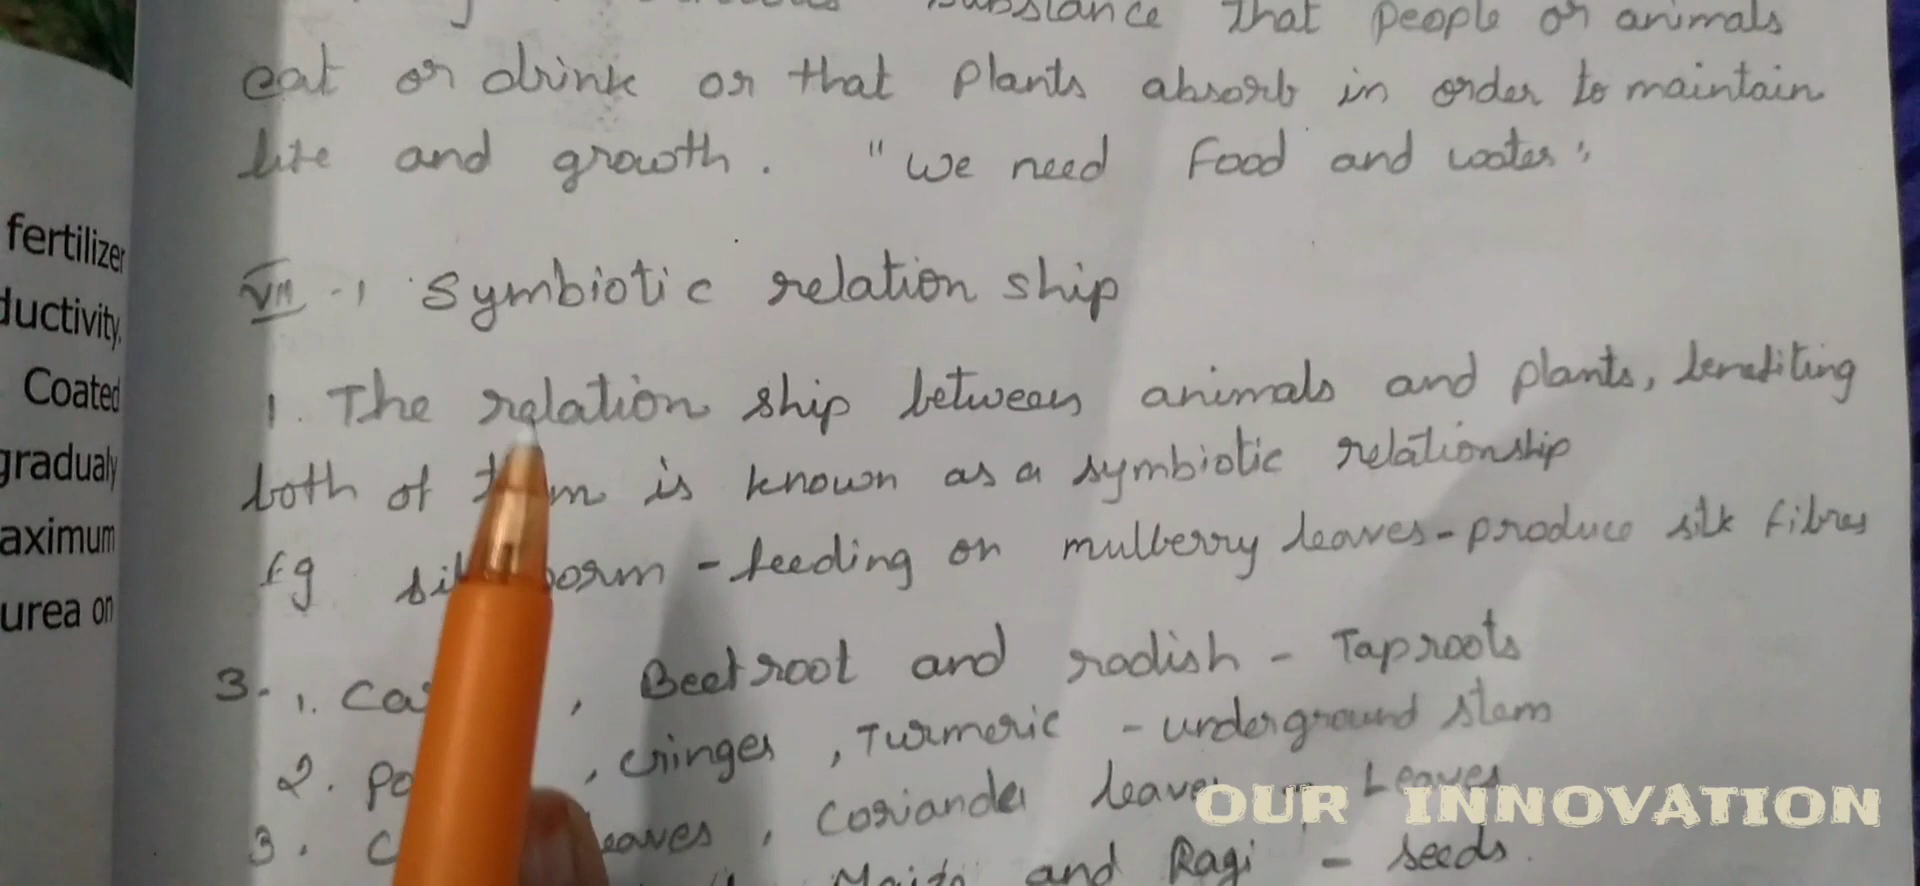 substance that people or animals
eat or drink or that plants absorb in order to maintain
life and growth. "we need Food and water"
fertilizer
ductivity.
Coated
gradualy
aximum
urea on
VII -1 Symbiotic relation ship
1. The relation ship between animals and plants, benefiting
both of is known as a symbiotic relationship
Eg - feeding on mulberry leaves - produce silk fibres
3. 1. , Beetroot and radish - Taproots
2. , Ginger , Turmeric - underground stem
3. leaves , Coriander leaves - Leaves
and Ragi - seeds.
OUR INNOVATION